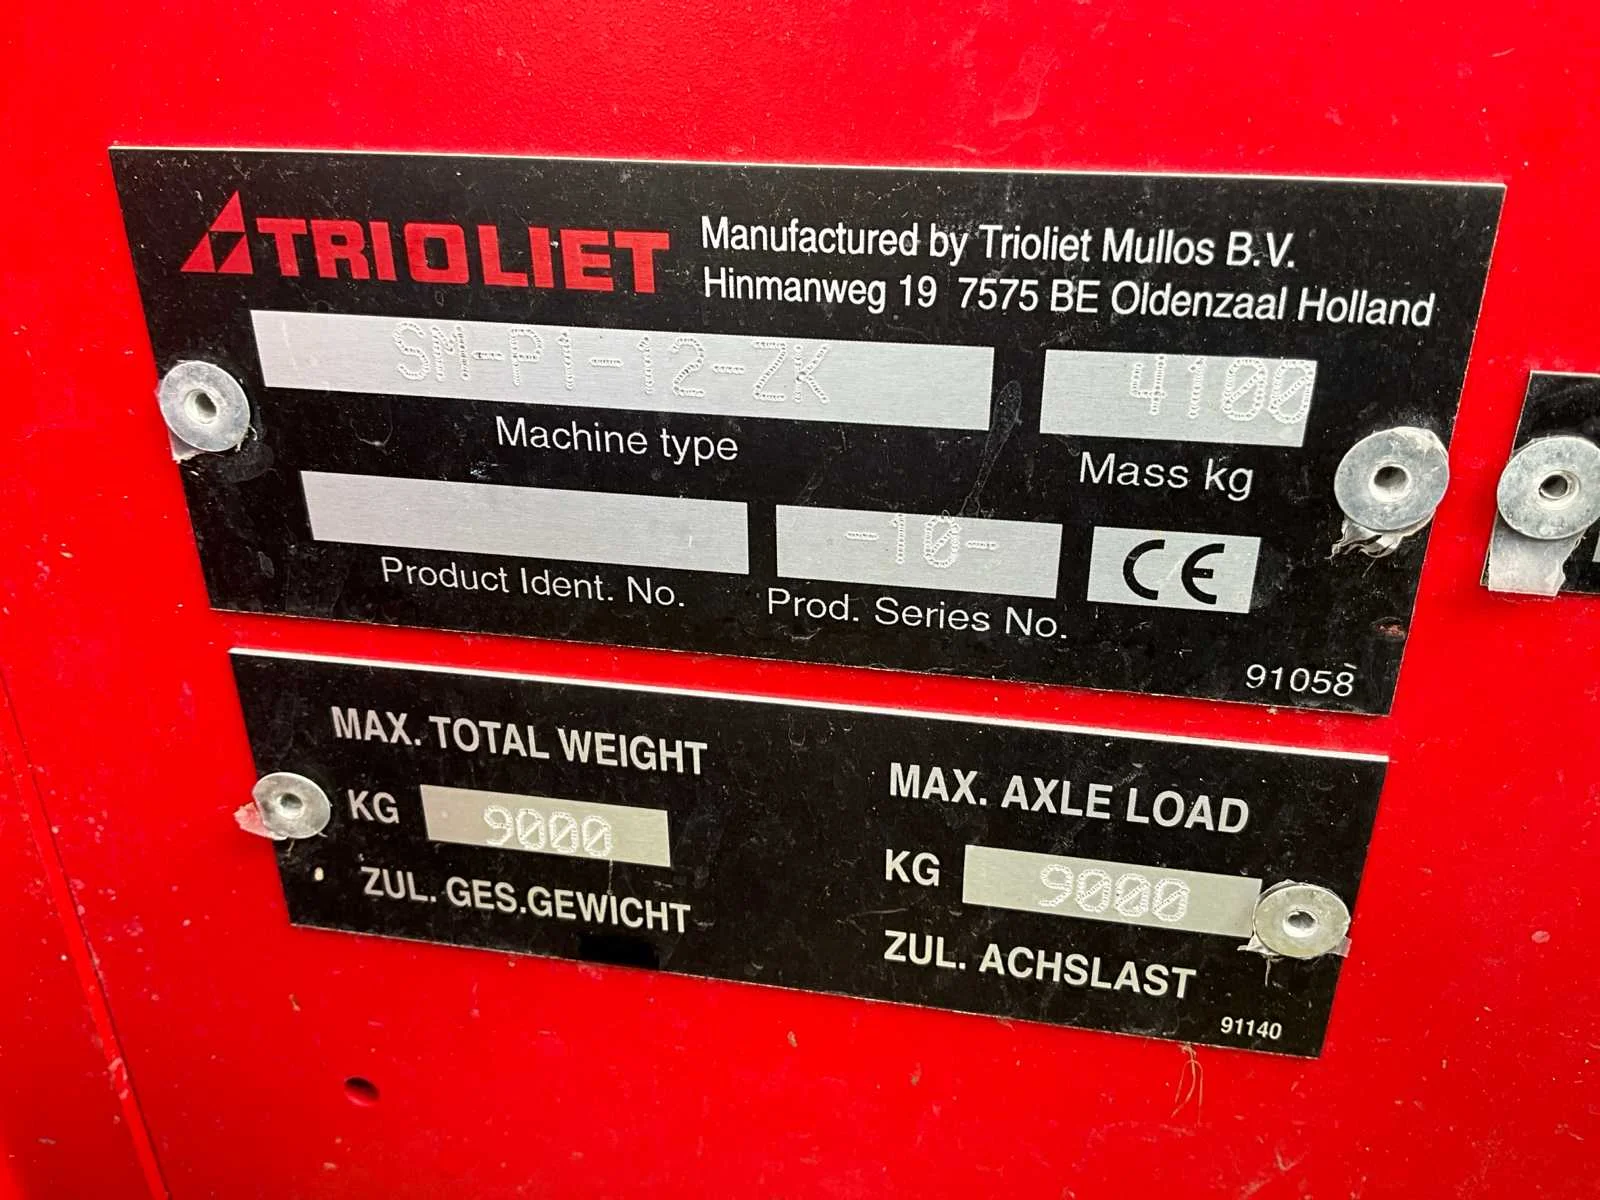 TRIOLIET
Manufactured by Trioliet Mullos B.V.
Hinmanweg 19 7575 BE Oldenzaal Holland
SM-P1-12-ZK
4100
Machine type
Mass kg
-10-
CE
Product Ident. No.
Prod. Series No.
91058
MAX. TOTAL WEIGHT
KG 9000
ZUL. GES.GEWICHT
MAX. AXLE LOAD
KG 9000
ZUL. ACHSLAST
91140